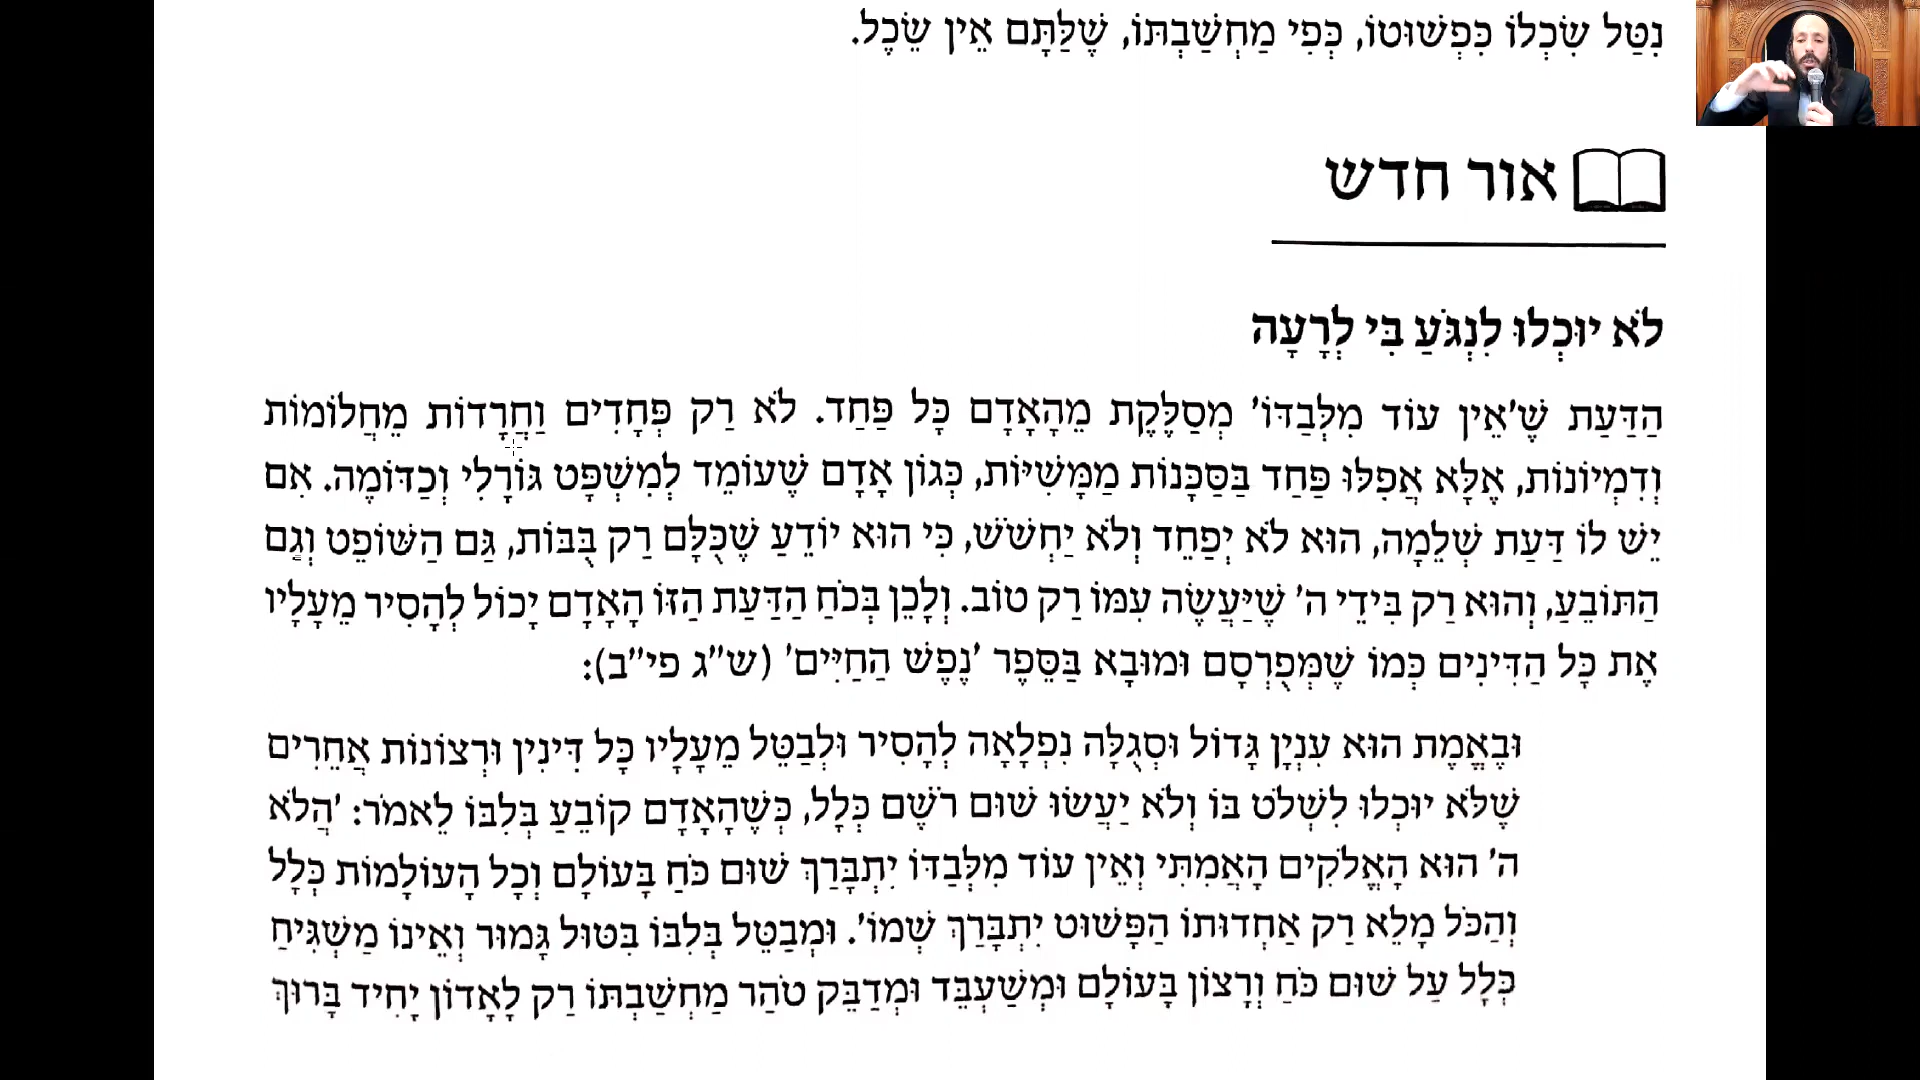 נִטַּל שִׂכְלוֹ כִּפְשׁוּטוֹ, כְּפִי מַחְשַׁבְתּוֹ, שֶׁלַּתָּם אֵין שֵׂכֶל.
אור חדש
לֹא יוּכְלוּ לִנְגֹּעַ בִּי לְרָעָה
הַדַּעַת שֶׁ'אֵין עוֹד מִלְּבַדּוֹ' מְסַלֶּקֶת מֵהָאָדָם כָּל פַּחַד. לֹא רַק פְּחָדִים וַחֲרָדוֹת מֵחֲלוֹמוֹת
וְדִמְיוֹנוֹת, אֶלָּא אֲפִלּוּ פַּחַד בַּסַּכָּנוֹת מַמָּשִׁיּוֹת, כְּגוֹן אָדָם שֶׁעוֹמֵד לְמִשְׁפָּט גּוֹרָלִי וְכַדּוֹמֶה. אִם
יֵשׁ לוֹ דַּעַת שְׁלֵמָה, הוּא לֹא יְפַחֵד וְלֹא יַחְשֹׁשׁ, כִּי הוּא יוֹדֵעַ שֶׁכֻּלָּם רַק בֻּבּוֹת, גַּם הַשּׁוֹפֵט וְגַם
הַתּוֹבֵעַ, וְהוּא רַק בִּידֵי ה' שֶׁיַּעֲשֶׂה עִמּוֹ רַק טוֹב. וְלָכֵן בְּכֹחַ הַדַּעַת הַזּוֹ הָאָדָם יָכוֹל לְהָסִיר מֵעָלָיו
אֶת כָּל הַדִּינִים כְּמוֹ שֶׁמְּפֻרְסָם וּמוּבָא בַּסֵּפֶר 'נֶפֶשׁ הַחַיִּים' (ש"ג פי"ב):
וּבֶאֱמֶת הוּא עִנְיָן גָּדוֹל וּסְגֻלָּה נִפְלָאָה לְהָסִיר וּלְבַטֵּל מֵעָלָיו כָּל דִּינִין וּרְצוֹנוֹת אֲחֵרִים
שֶׁלֹּא יוּכְלוּ לִשְׁלֹט בּוֹ וְלֹא יַעֲשׂוּ שׁוּם רֹשֶׁם כְּלָל, כְּשֶׁהָאָדָם קוֹבֵעַ בְּלִבּוֹ לֵאמֹר: 'הֲלֹא
ה' הוּא הָאֱלֹקִים הָאֲמִתִּי וְאֵין עוֹד מִלְּבַדּוֹ יִתְבָּרַךְ שׁוּם כֹּחַ בָּעוֹלָם וְכָל הָעוֹלָמוֹת כְּלָל
וְהַכֹּל מָלֵא רַק אַחְדוּתוֹ הַפָּשׁוּט יִתְבָּרַךְ שְׁמוֹ'. וּמְבַטֵּל בְּלִבּוֹ בִּטּוּל גָּמוּר וְאֵינוֹ מַשְׁגִּיחַ
כְּלָל עַל שׁוּם כֹּחַ וְרָצוֹן בָּעוֹלָם וּמְשַׁעְבֵּד וּמְדַבֵּק טֹהַר מַחְשַׁבְתּוֹ רַק לָאָדוֹן יָחִיד בָּרוּךְ